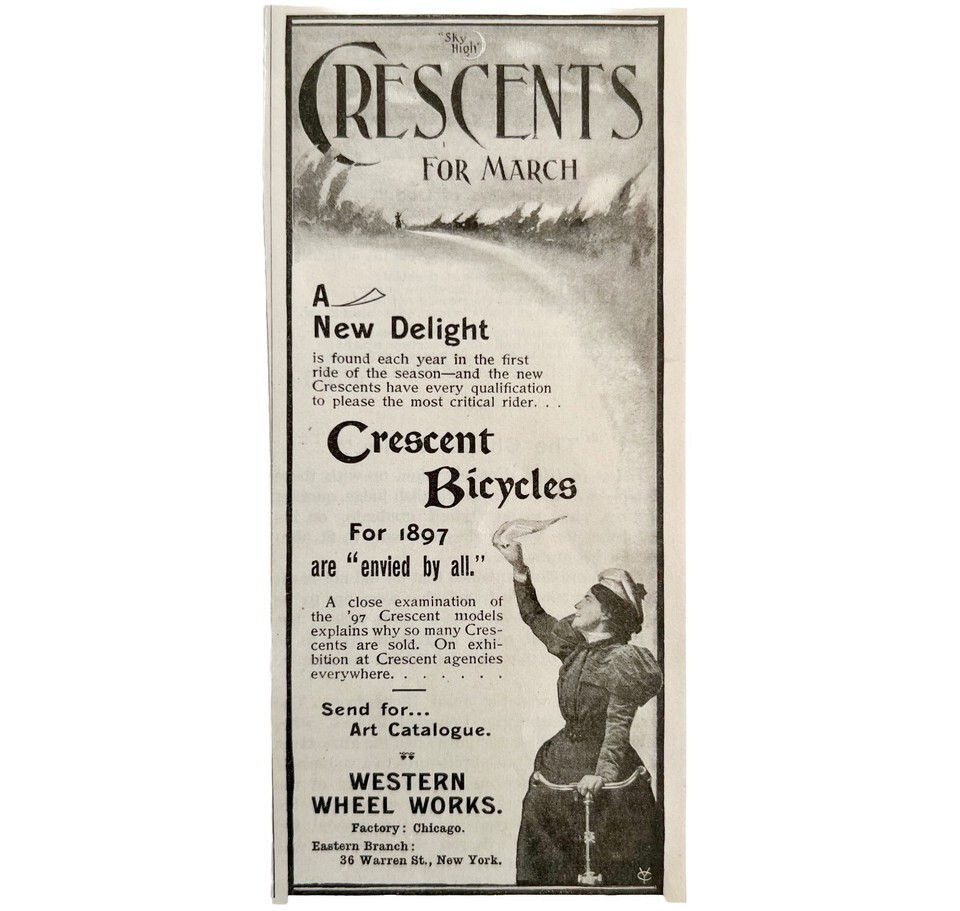 "Sky
High"
CRESCENTS
FOR MARCH
A
New Delight
is found each year in the first
ride of the season—and the new
Crescents have every qualification
to please the most critical rider. . .
Crescent
Bicycles
For 1897
are "envied by all."
A close examination of
the '97 Crescent models
explains why so many Cres-
cents are sold. On exhi-
bition at Crescent agencies
everywhere. . . . . . .
Send for...
Art Catalogue.
WESTERN
WHEEL WORKS.
Factory: Chicago.
Eastern Branch:
36 Warren St., New York.